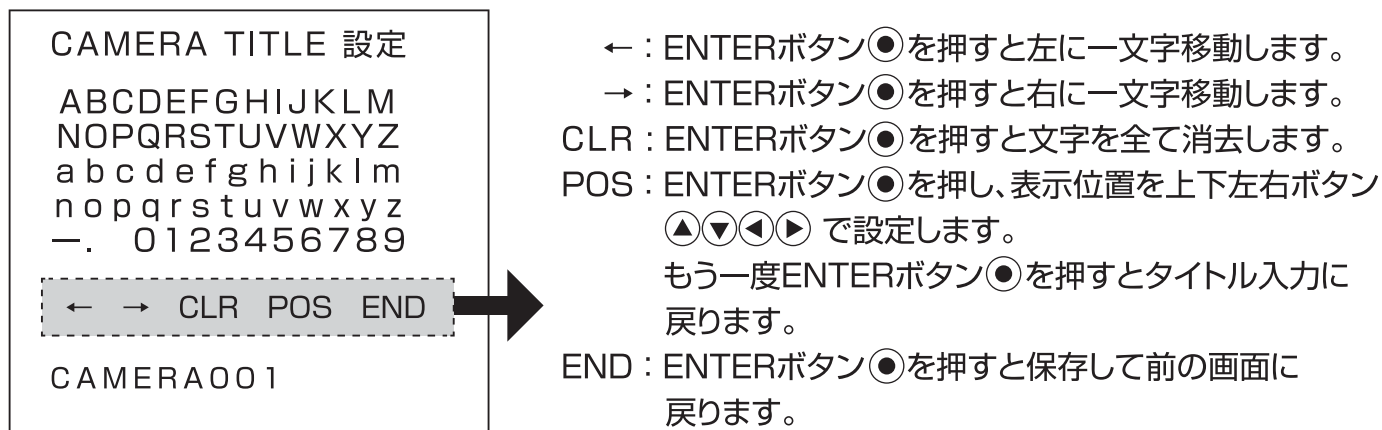 CAMERA TITLE 設定
ABCDEFGHIJKLM
NOPQRSTUVWXYZ
abcdefghijklm
nopqrstuvwxyz
—. 0123456789
← → CLR POS END
CAMERA001
←：ENTERボタン◉を押すと左に一文字移動します。
→：ENTERボタン◉を押すと右に一文字移動します。
CLR：ENTERボタン◉を押すと文字を全て消去します。
POS：ENTERボタン◉を押し、表示位置を上下左右ボタン
▲▼◀▶ で設定します。
もう一度ENTERボタン◉を押すとタイトル入力に
戻ります。
END：ENTERボタン◉を押すと保存して前の画面に
戻ります。